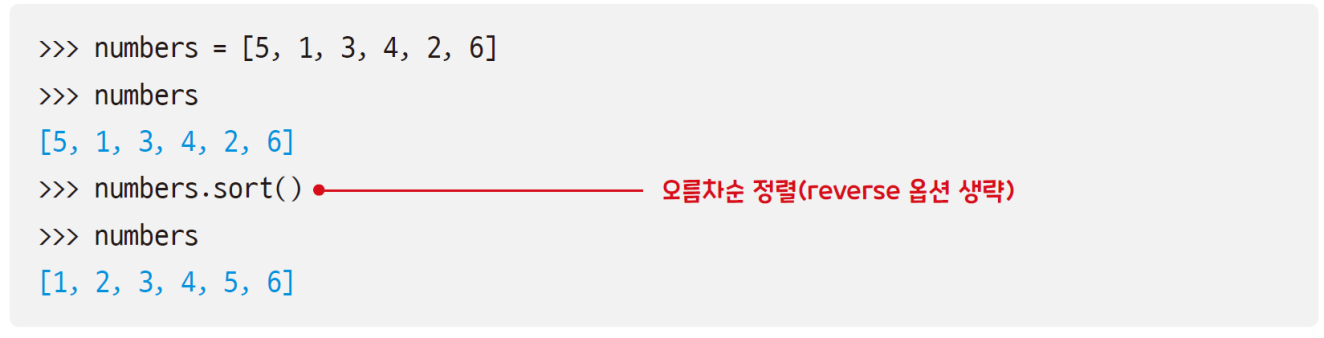 >>> numbers = [5, 1, 3, 4, 2, 6]
>>> numbers
[5, 1, 3, 4, 2, 6]
>>> numbers.sort() 오름차순 정렬(reverse 옵션 생략)
>>> numbers
[1, 2, 3, 4, 5, 6]